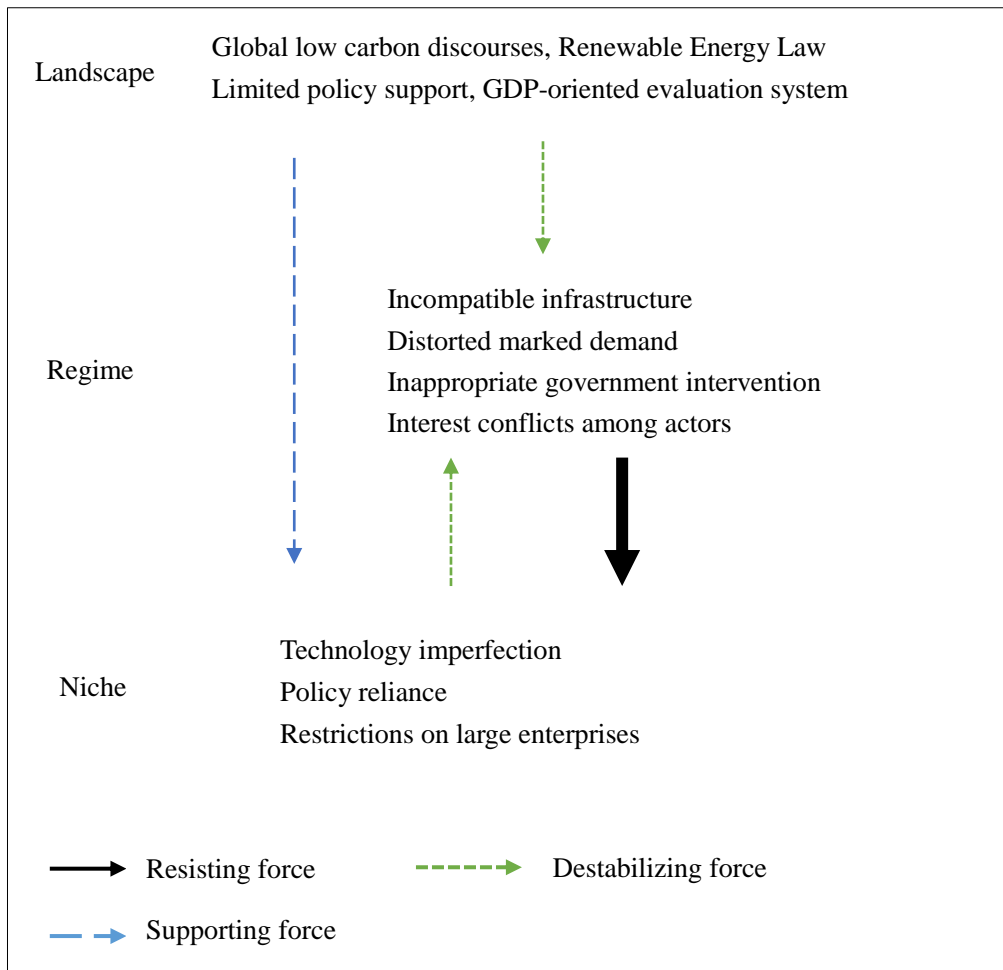 Landscape
Global low carbon discourses, Renewable Energy Law
Limited policy support, GDP-oriented evaluation system
Regime
Incompatible infrastructure
Distorted marked demand
Inappropriate government intervention
Interest conflicts among actors
Niche
Technology imperfection
Policy reliance
Restrictions on large enterprises
Resisting force
Destabilizing force
Supporting force